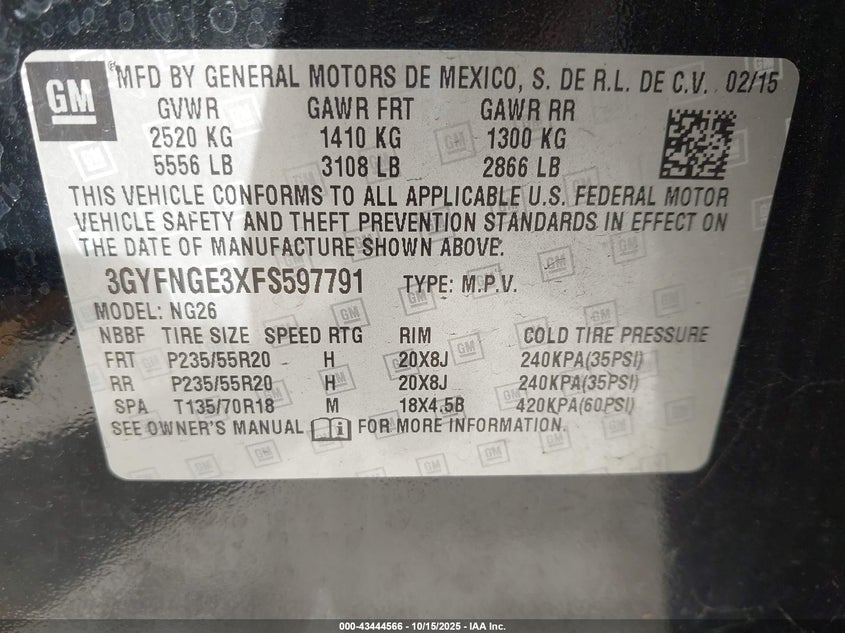 GM
® MFD BY GENERAL MOTORS DE MEXICO, S. DE R.L. DE C.V. 02/15
GVWR GAWR FRT GAWR RR
2520 KG 1410 KG 1300 KG
5556 LB 3108 LB 2866 LB
THIS VEHICLE CONFORMS TO ALL APPLICABLE U.S. FEDERAL MOTOR
VEHICLE SAFETY AND THEFT PREVENTION STANDARDS IN EFFECT ON
THE DATE OF MANUFACTURE SHOWN ABOVE.
3GYFNGE3XFS597791 TYPE: M.P.V.
MODEL: NG26
NBBF TIRE SIZE SPEED RTG RIM COLD TIRE PRESSURE
FRT P235/55R20 H 20X8J 240KPA(35PSI)
RR P235/55R20 H 20X8J 240KPA(35PSI)
SPA T135/70R18 M 18X4.5B 420KPA(60PSI)
SEE OWNER'S MANUAL i FOR MORE INFORMATION.
000-43444566 - 10/15/2025 - IAA Inc.